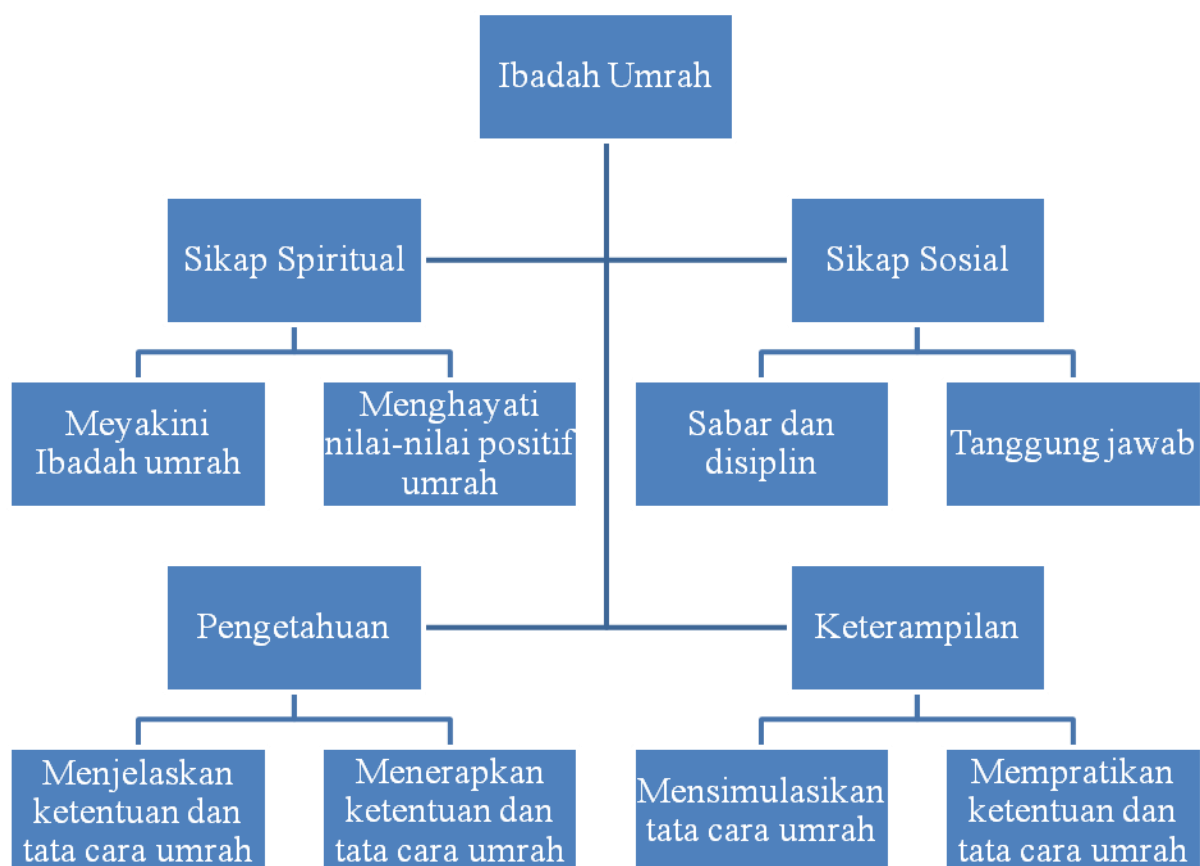 Ibadah Umrah
Sikap Spiritual
Sikap Sosial
Meyakini
Ibadah umrah
Menghayati
nilai-nilai positif
umrah
Sabar dan
disiplin
Tanggung jawab
Pengetahuan
Keterampilan
Menjelaskan
ketentuan dan
tata cara umrah
Menerapkan
ketentuan dan
tata cara umrah
Mensimulasikan
tata cara umrah
Mempratikan
ketentuan dan
tata cara umrah